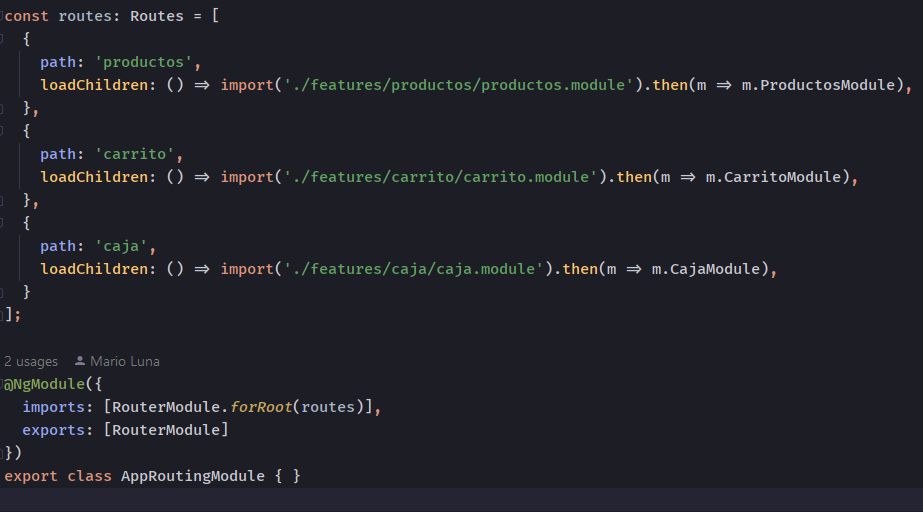 const routes: Routes = [
  {
    path: 'productos',
    loadChildren: () => import('./features/productos/productos.module').then(m => m.ProductosModule),
  },
  {
    path: 'carrito',
    loadChildren: () => import('./features/carrito/carrito.module').then(m => m.CarritoModule),
  },
  {
    path: 'caja',
    loadChildren: () => import('./features/caja/caja.module').then(m => m.CajaModule),
  }
];
2 usages Mario Luna
@NgModule({
  imports: [RouterModule.forRoot(routes)],
  exports: [RouterModule]
})
export class AppRoutingModule { }